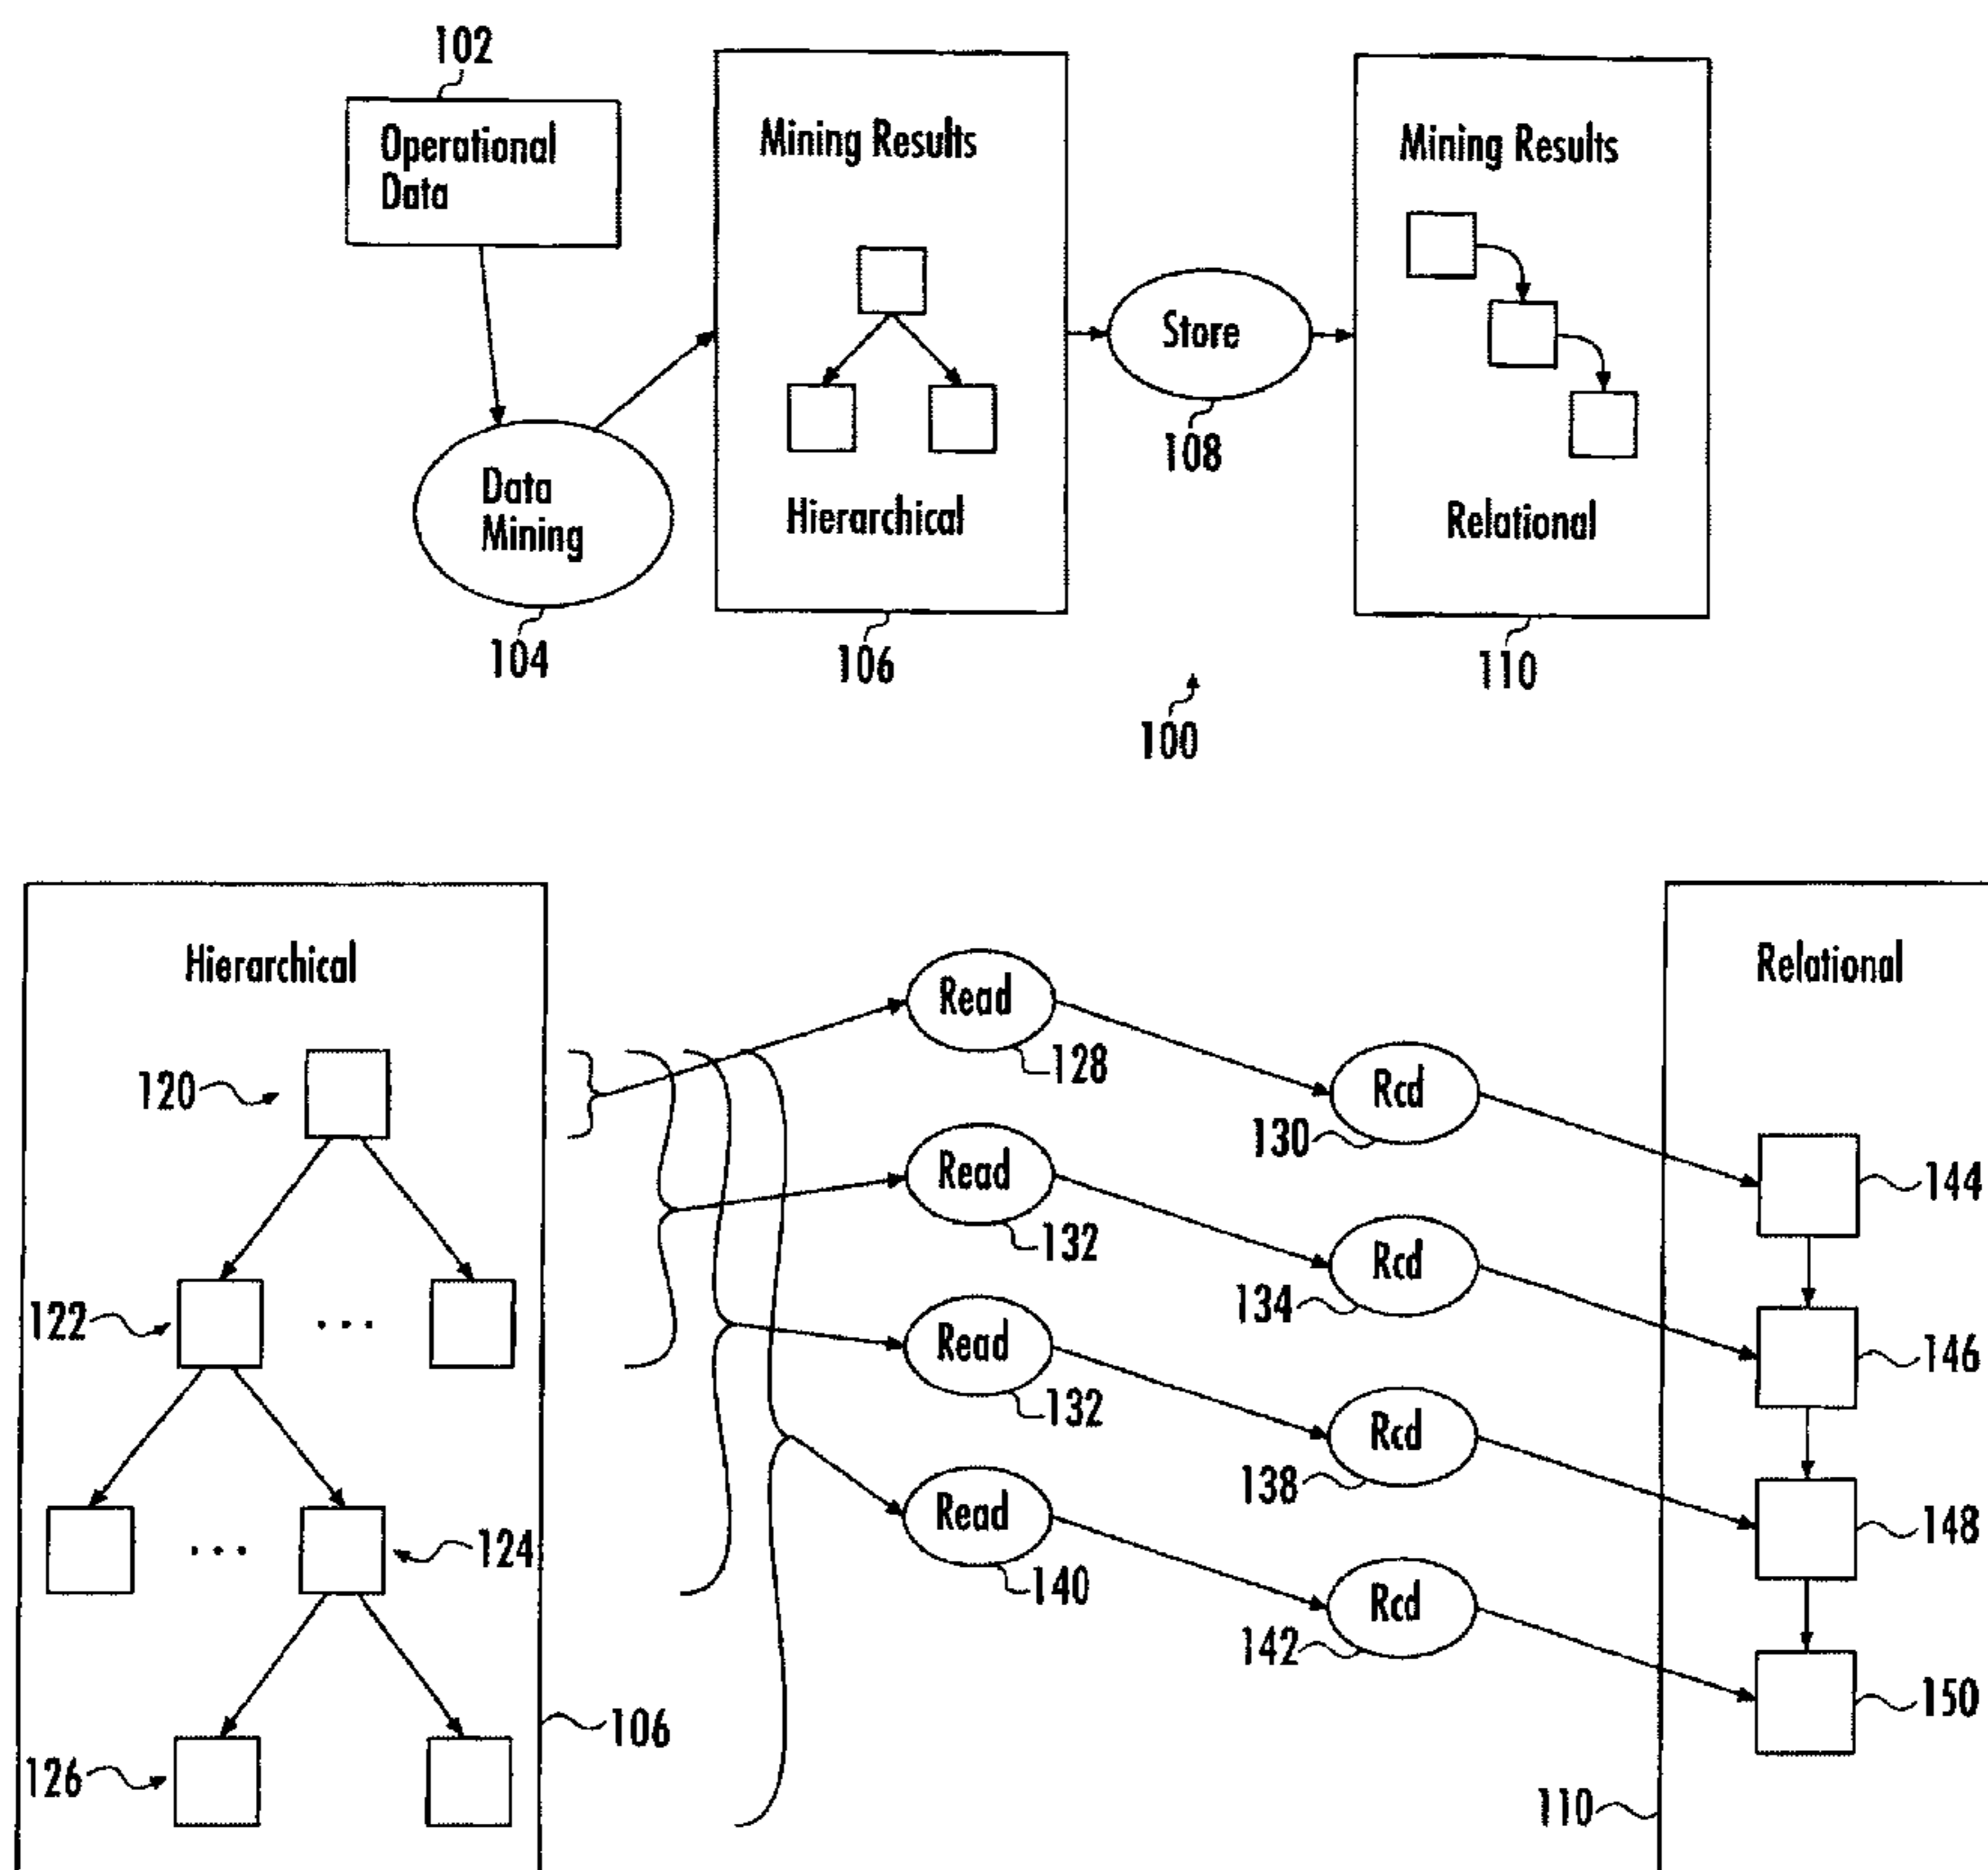 102
Operational
Data
Mining Results
Hierarchical
106
Data
Mining
104
Store
108
Mining Results
Relational
110
100
Hierarchical
120
122
124
126
106
Read
128
Rcd
130
Read
132
Rcd
134
Read
132
Rcd
138
Read
140
Rcd
142
Relational
144
146
148
150
110